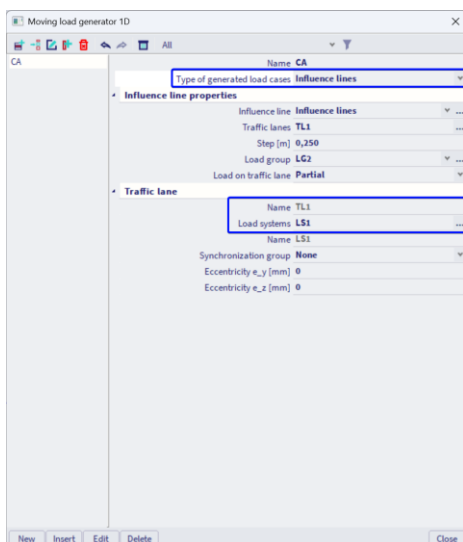 Moving load generator 1D
All
CA
Name CA
Type of generated load cases Influence lines
Influence line properties
Influence line Influence lines
Traffic lanes TL1
Step [m] 0,250
Load group LG2
Load on traffic lane Partial
Traffic lane
Name TL1
Load systems LS1
Name LS1
Synchronization group None
Eccentricity e_y [mm] 0
Eccentricity e_z [mm] 0
New Insert Edit Delete Close